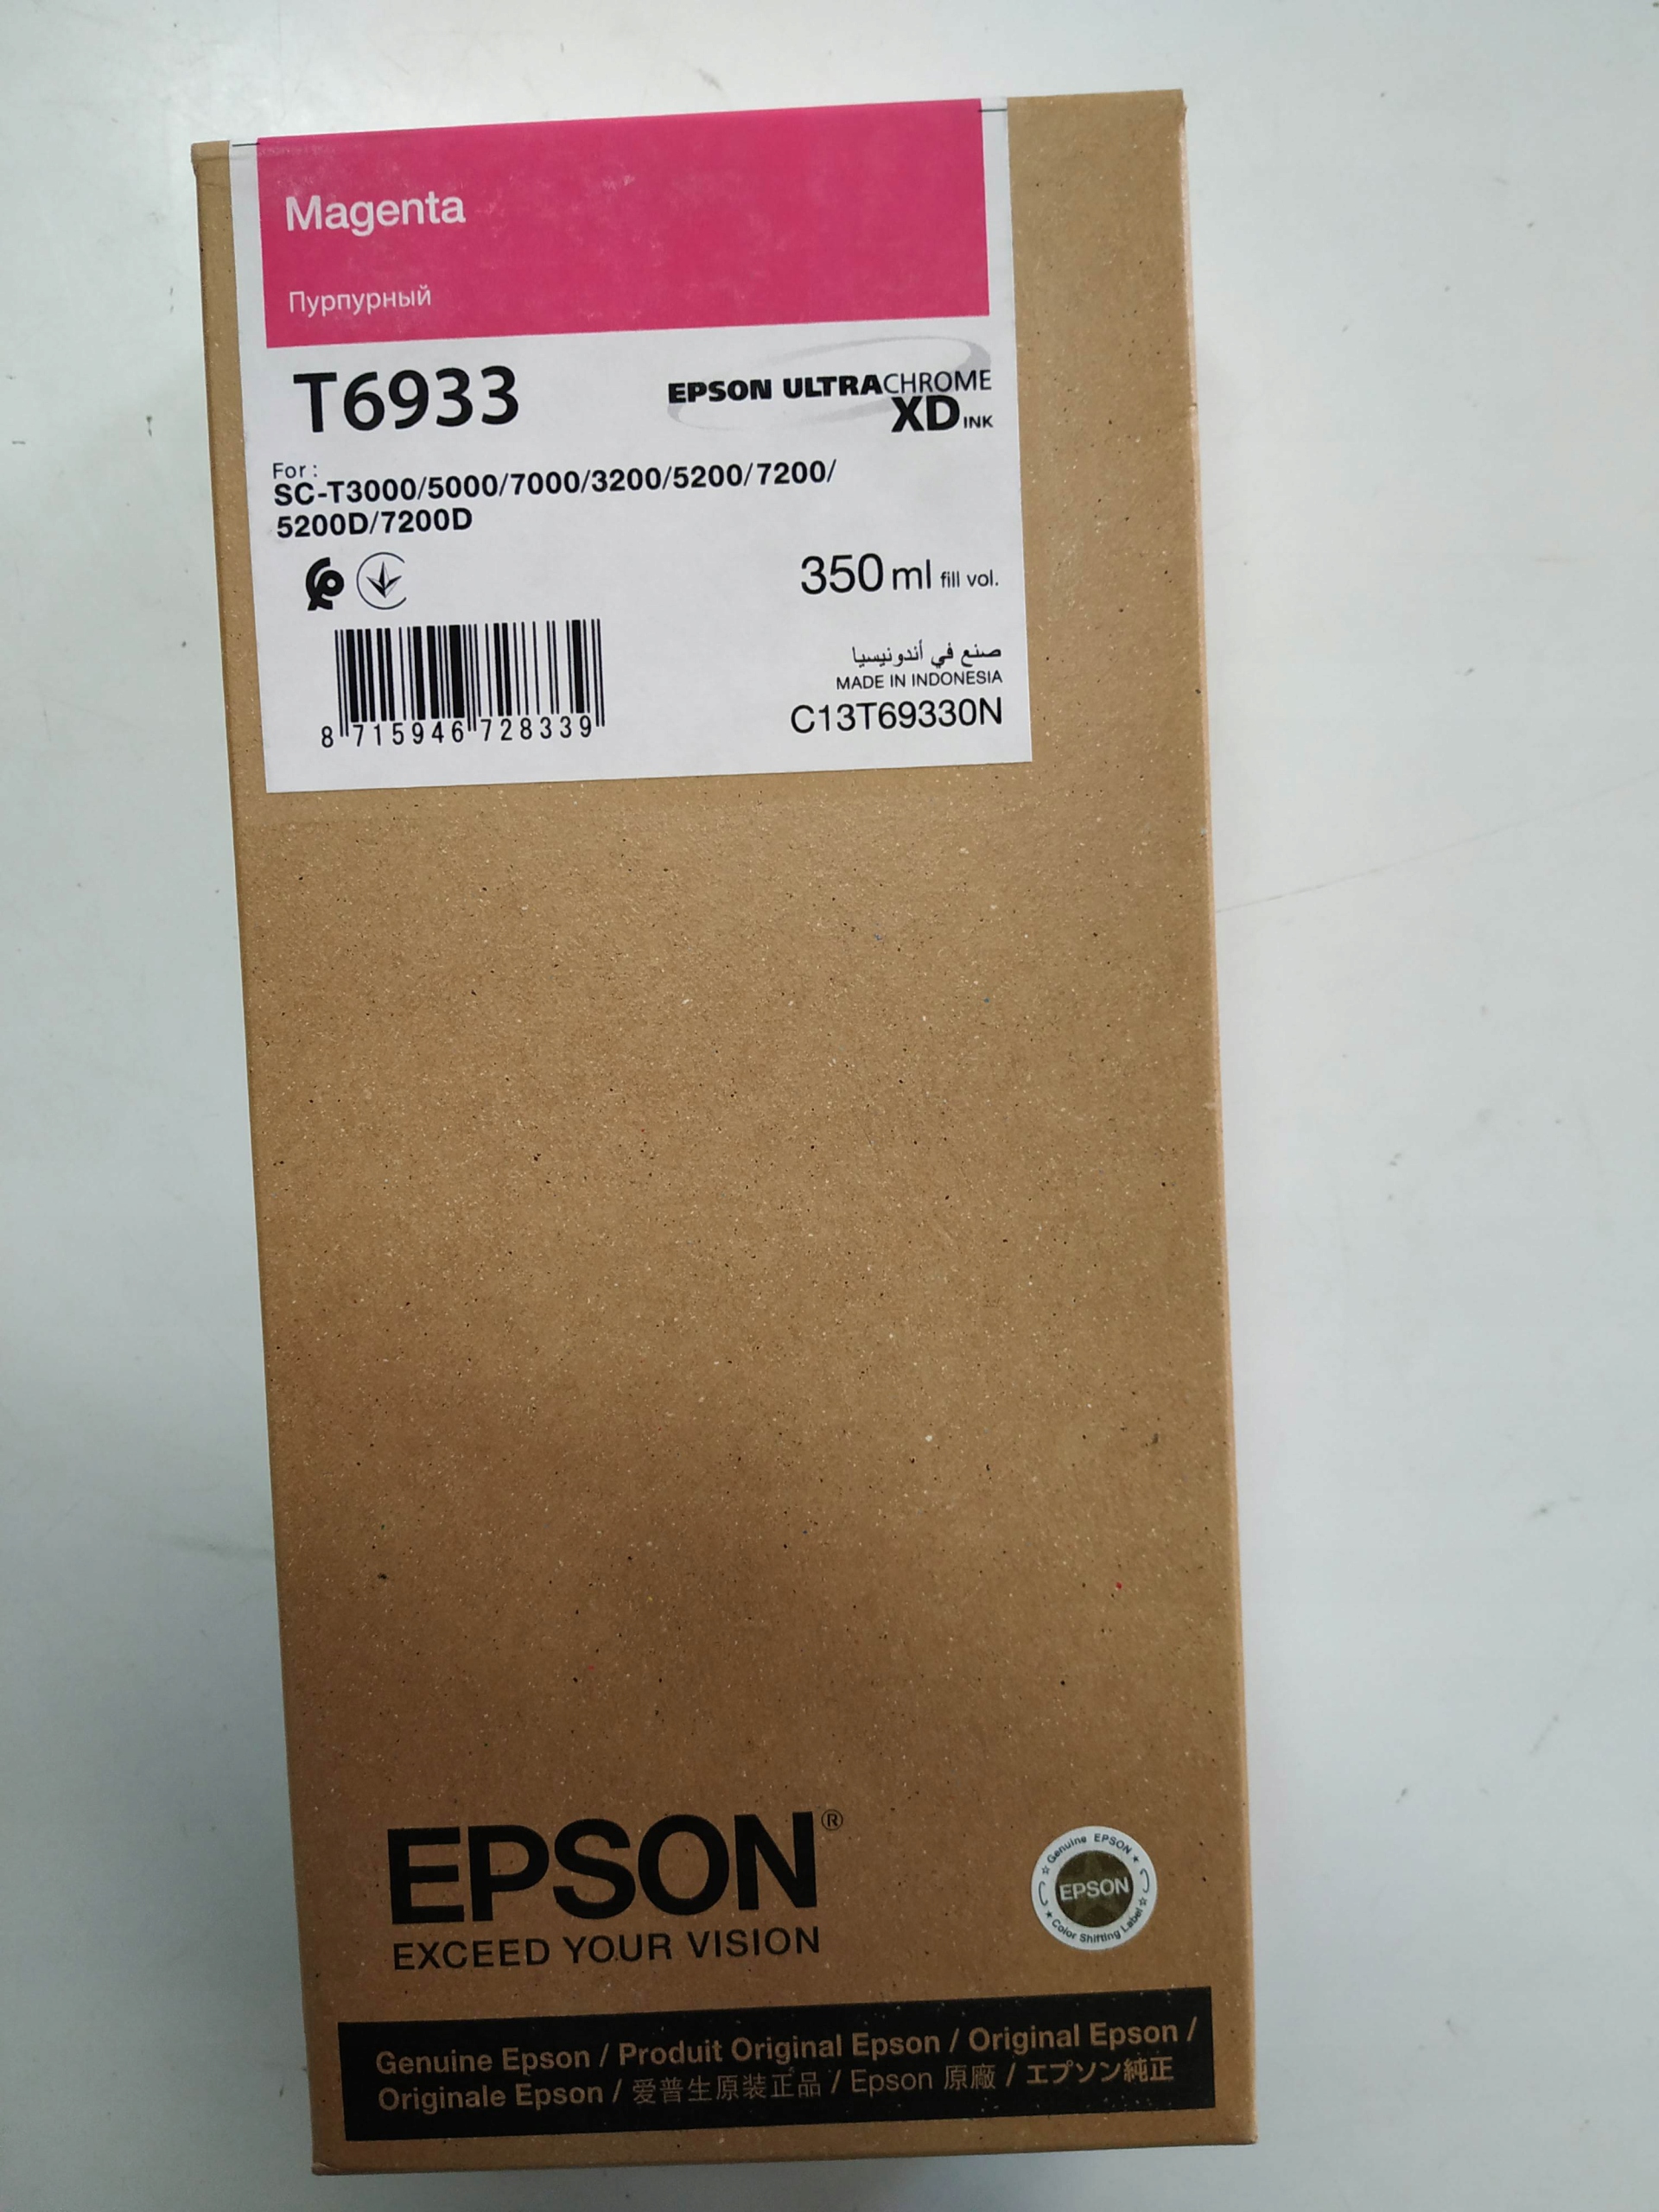 Magenta
Пурпурный
T6933
EPSON ULTRACHROME
XD INK
For :
SC-T3000/5000/7000/3200/5200/7200/
5200D/7200D
350 ml fill vol.
صنع في أندونيسيا
MADE IN INDONESIA
C13T69330N
8 715946 728339
EPSON®
EXCEED YOUR VISION
Genuine EPSON
EPSON
Color Shifting Label
Genuine Epson / Produit Original Epson / Original Epson /
Originale Epson / 爱普生原装正品 / Epson 原廠 / エプソン純正